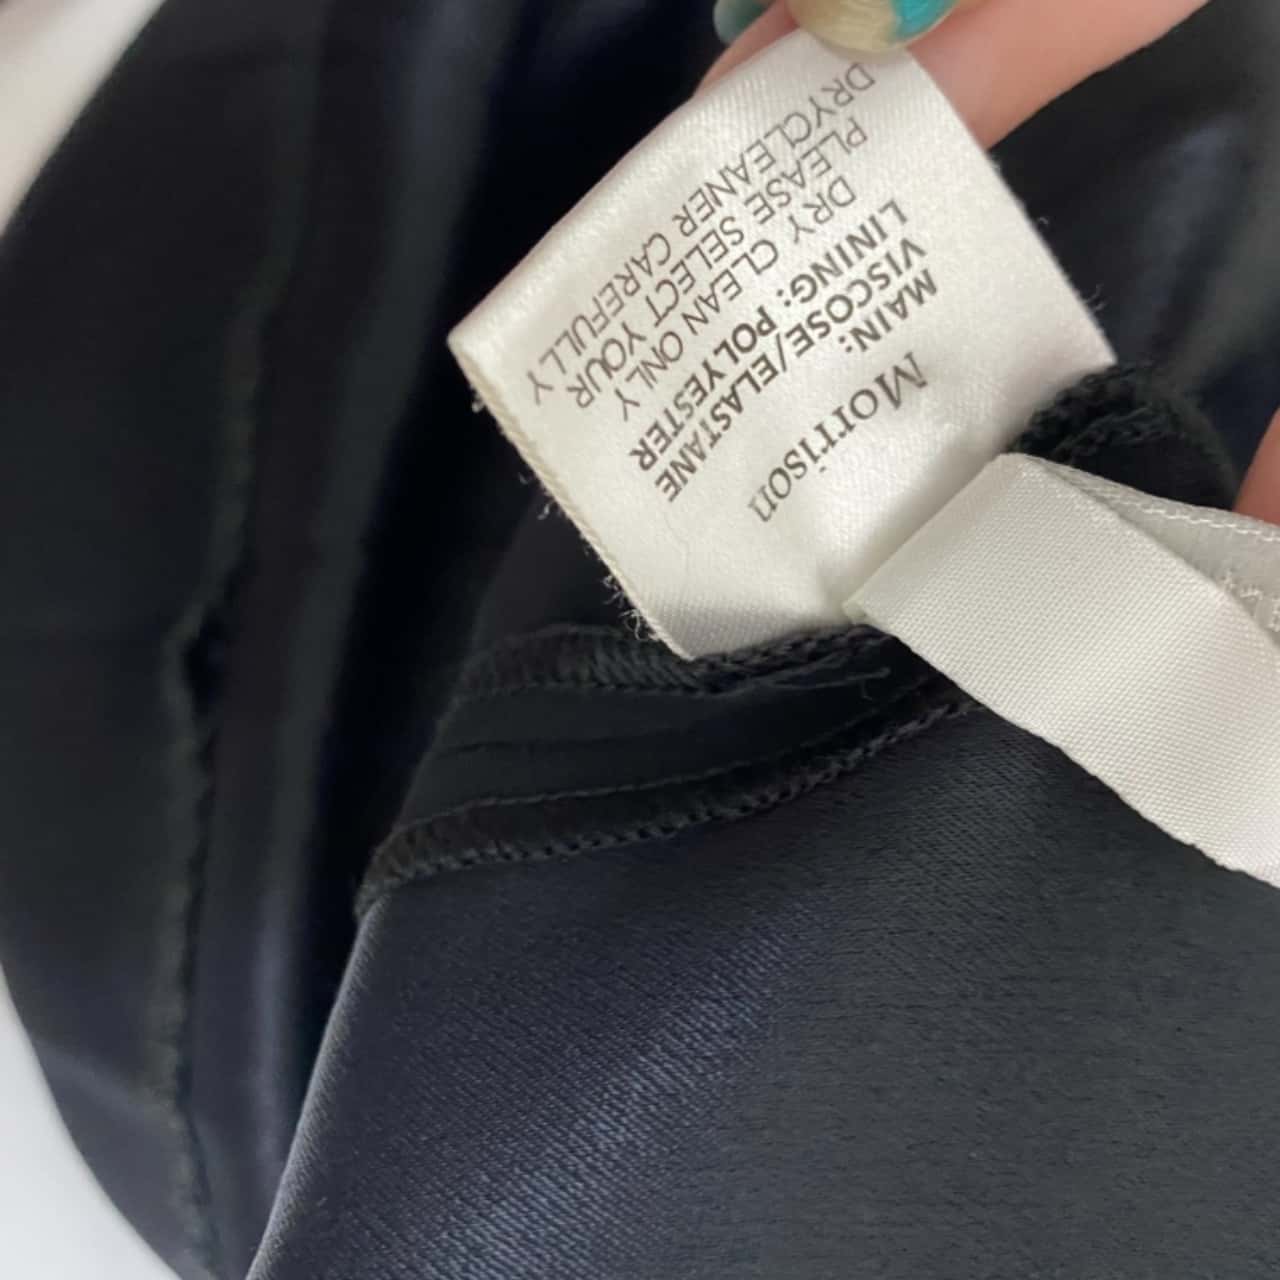 Morrison
MAIN:
VISCOSE/ELASTANE
LINING: POLYESTER
DRY CLEAN ONLY
PLEASE SELECT YOUR
DRYCLEANER CAREFULLY